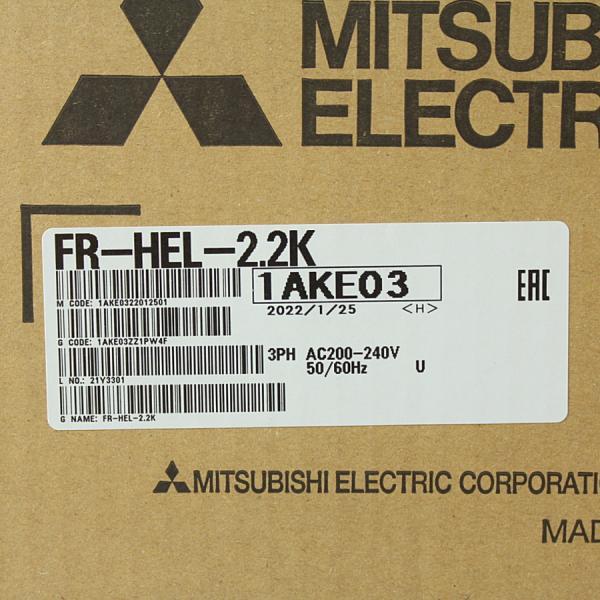 MITSUB
ELECTR
FR-HEL-2.2K
1AKE03
M CODE: 1AKE0322012501
2022/1/25 <H>
EAC
G CODE: 1AKE03ZZ1PW4F
3PH AC200-240V
50/60Hz U
L NO.: 21Y3301
G NAME: FR-HEL-2.2K
MITSUBISHI ELECTRIC CORPORATIO
MAD